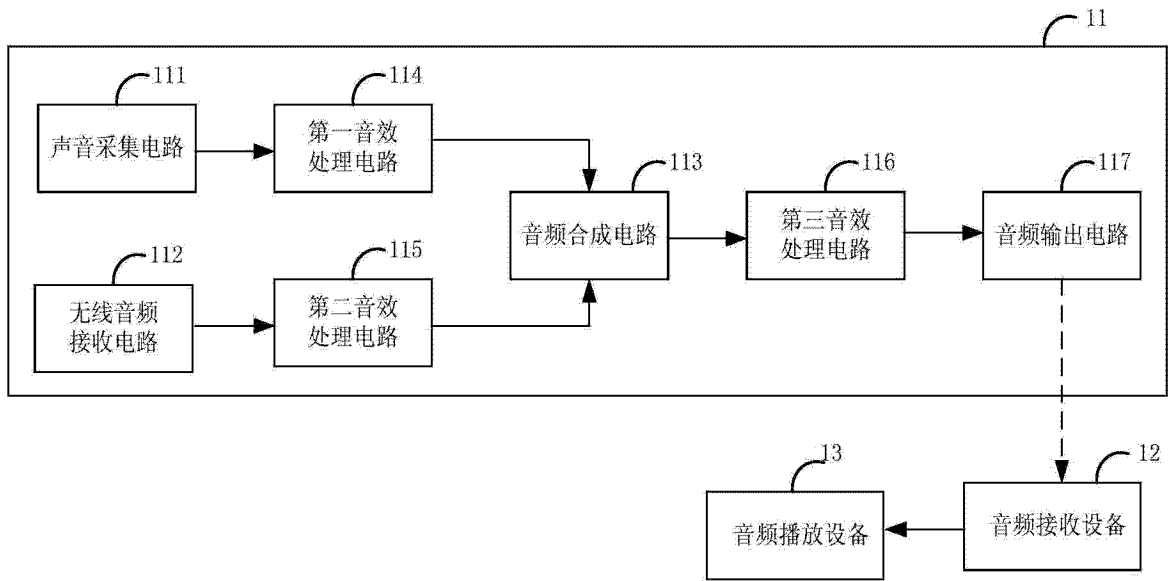 11
111
声音采集电路
114
第一音效
处理电路
113
音频合成电路
116
第三音效
处理电路
117
音频输出电路
112
无线音频
接收电路
115
第二音效
处理电路
13
音频播放设备
12
音频接收设备